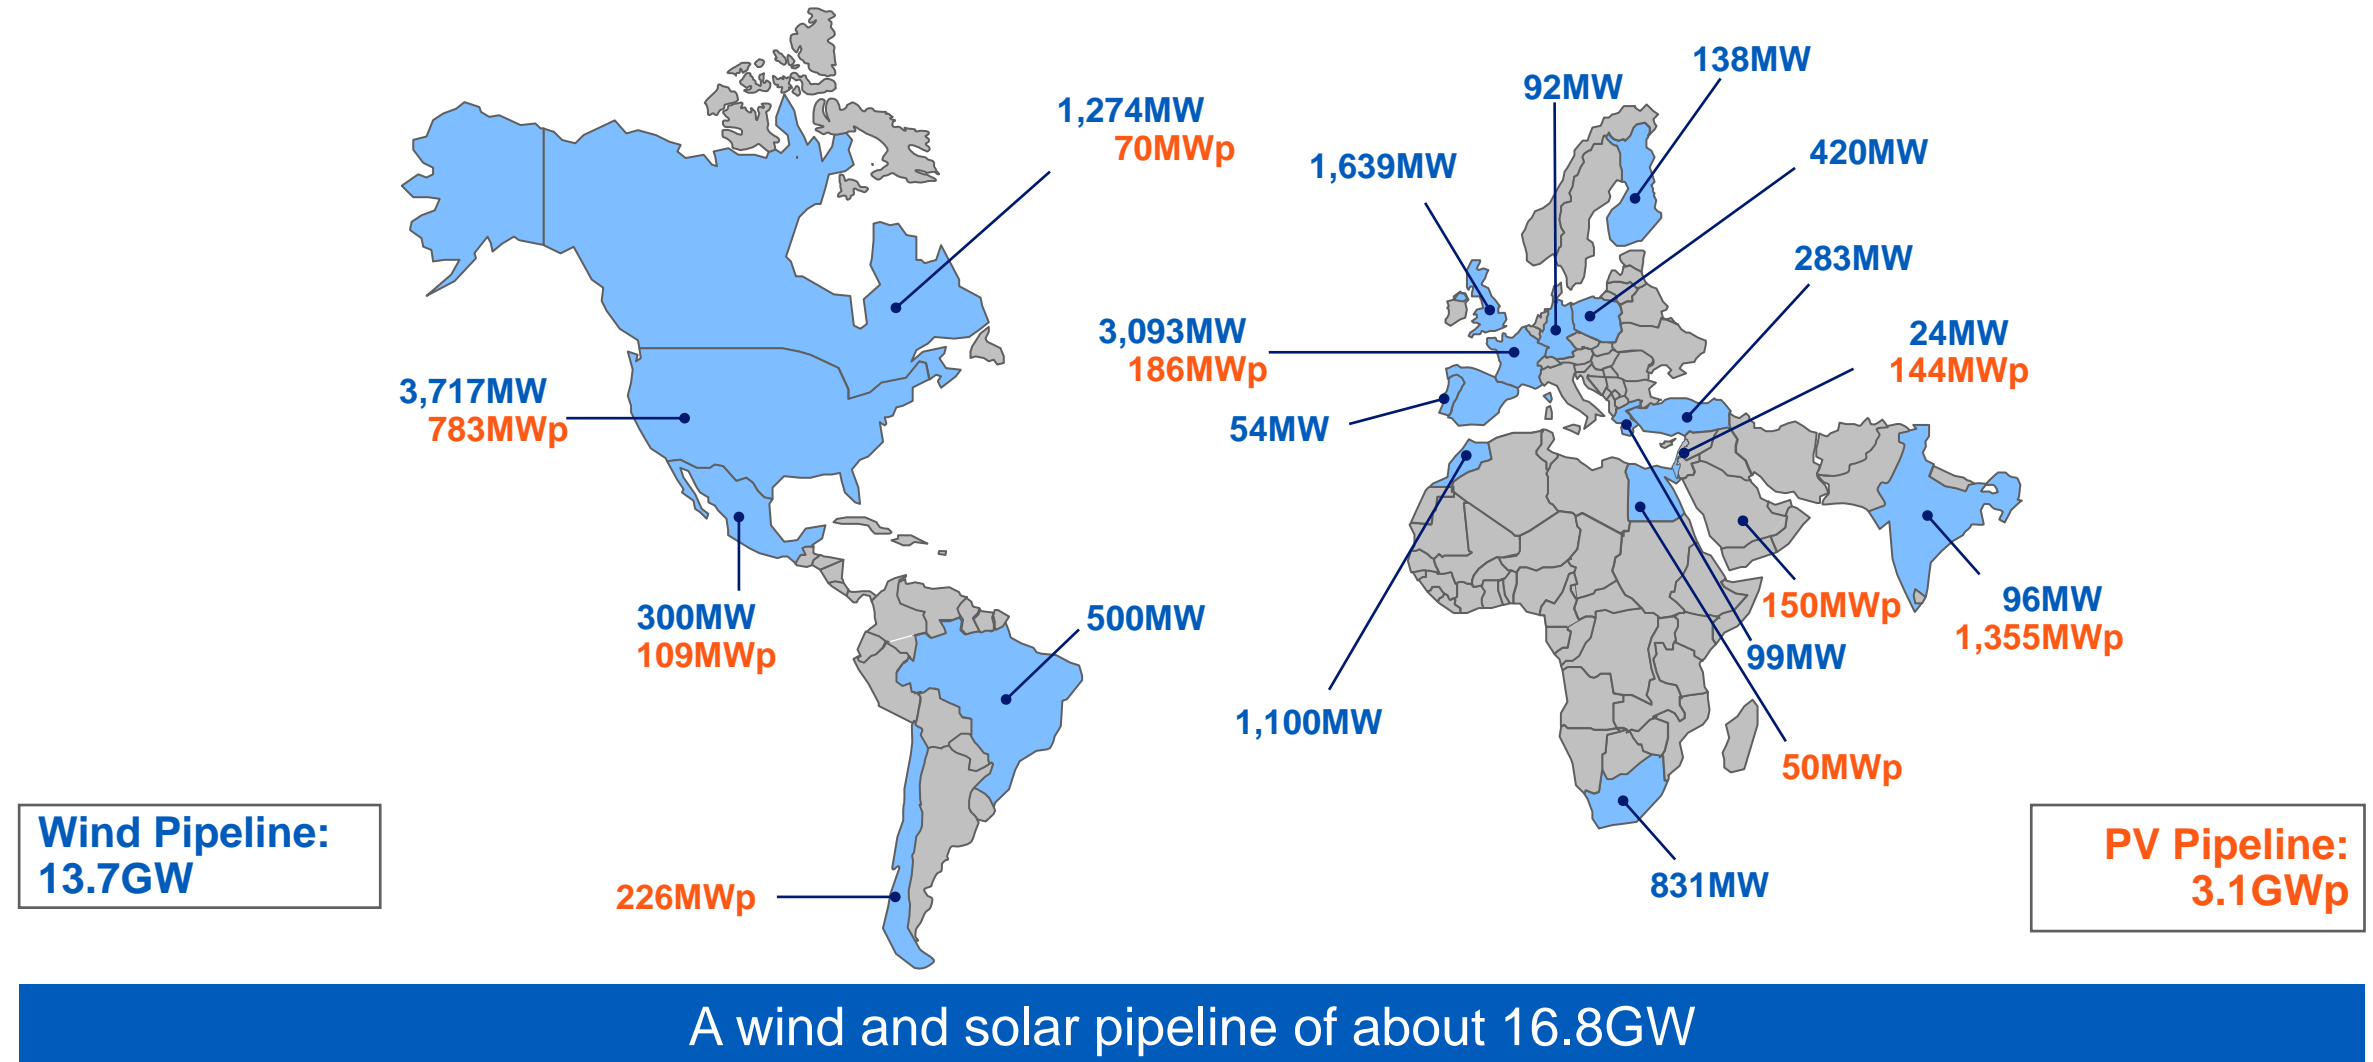 138MW
92MW
1,274MW
70MWp
1,639MW
420MW
283MW
3,093MW
186MWp
24MW
144MWp
3,717MW
783MWp
54MW
300MW
109MWp
500MW
150MWp
96MW
1,355MWp
99MW
1,100MW
50MWp
Wind Pipeline:
13.7GW
PV Pipeline:
3.1GWp
226MWp
831MW
A wind and solar pipeline of about 16.8GW